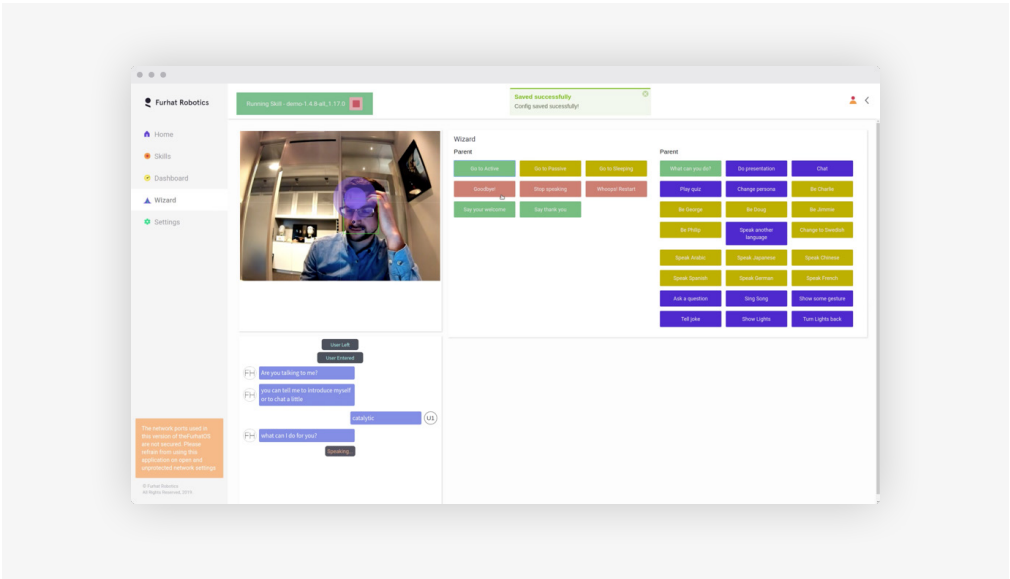 Furhat Robotics
Running Skill - demo-1.4.8-all_1.17.0
Saved successfully
Config saved sucessfully!
Home
Skills
Dashboard
Wizard
Settings
Wizard
Parent
Go to Active
Go to Passive
Go to Sleeping
Goodbye!
Stop speaking
Whoops! Restart
Say your welcome
Say thank you
Parent
What can you do?
Do presentation
Chat
Play quiz
Change persona
Be Charlie
Be George
Be Doug
Be Jimmie
Be Philip
Speak another
language
Change to Swedish
Speak Arabic
Speak Japanese
Speak Chinese
Speak Spanish
Speak German
Speak French
Ask a question
Sing Song
Show some gesture
Tell joke
Show Lights
Turn Lights back
User Left
User Entered
FH
Are you talking to me?
FH
you can tell me to introduce myself
or to chat a little
catalytic
U1
FH
what can I do for you?
Speaking...
The network ports used in
this version of theFurhatOS
are not secured. Please
refrain from using this
application on open and
unprotected network settings
© Furhat Robotics
All Rights Reserved, 2019